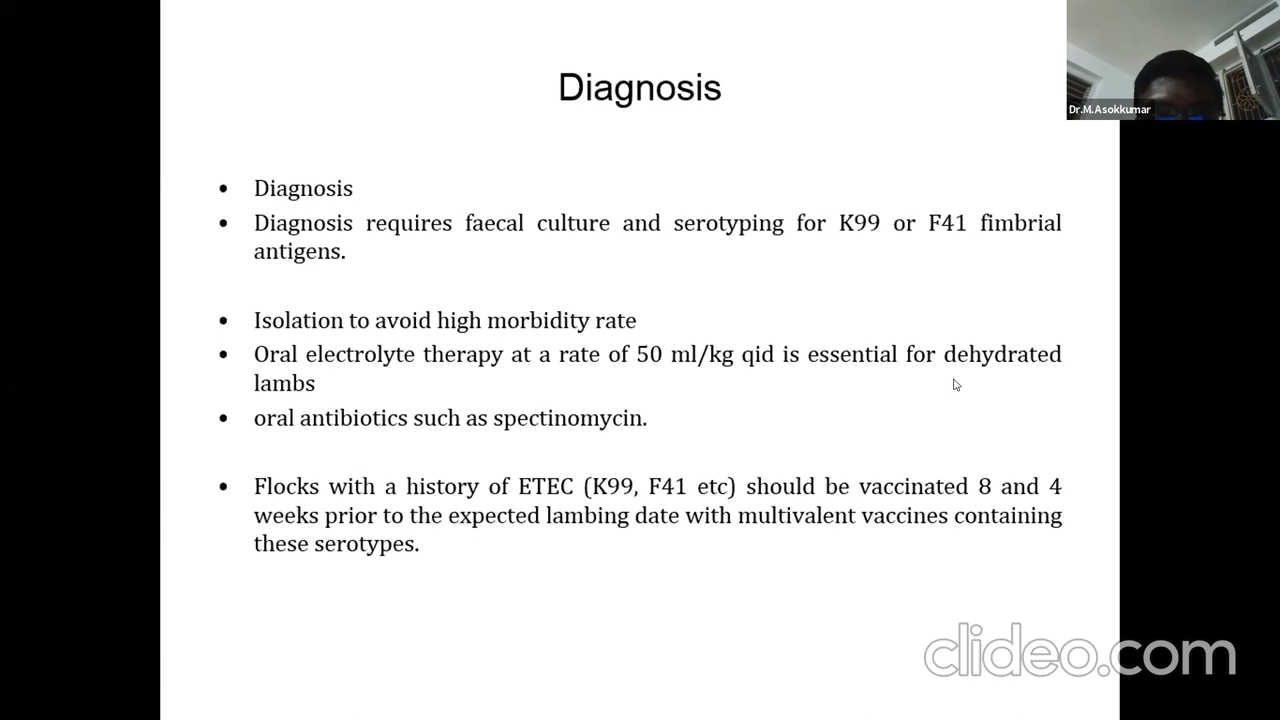 Diagnosis
Dr.M.Asokkumar
• Diagnosis
• Diagnosis requires faecal culture and serotyping for K99 or F41 fimbrial
antigens.
• Isolation to avoid high morbidity rate
• Oral electrolyte therapy at a rate of 50 ml/kg qid is essential for dehydrated
lambs
• oral antibiotics such as spectinomycin.
• Flocks with a history of ETEC (K99, F41 etc) should be vaccinated 8 and 4
weeks prior to the expected lambing date with multivalent vaccines containing
these serotypes.
clideo.com